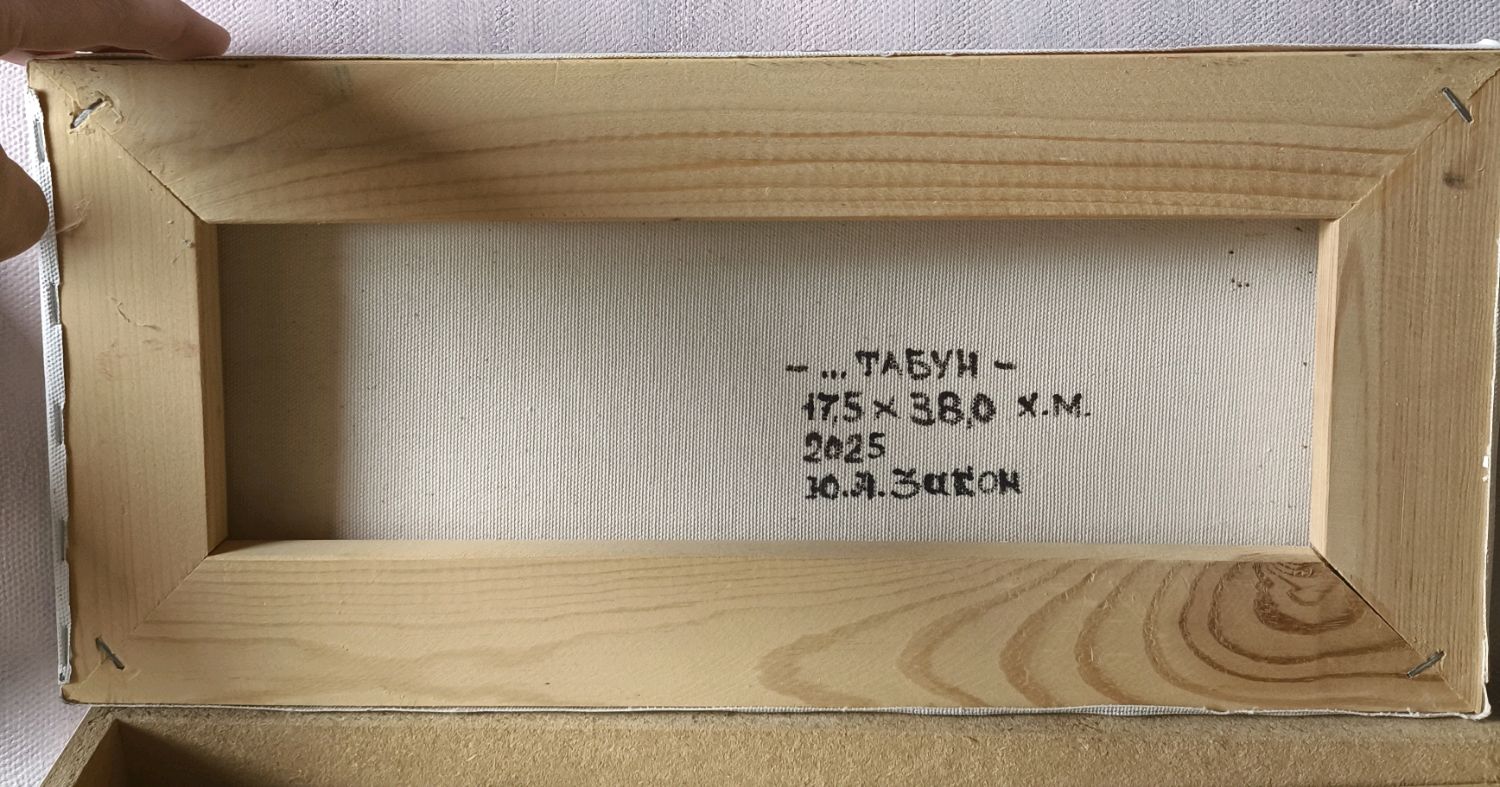 - ... ТАБУН -
17,5 х 38,0 х.м.
2025
Ю.А.Закон